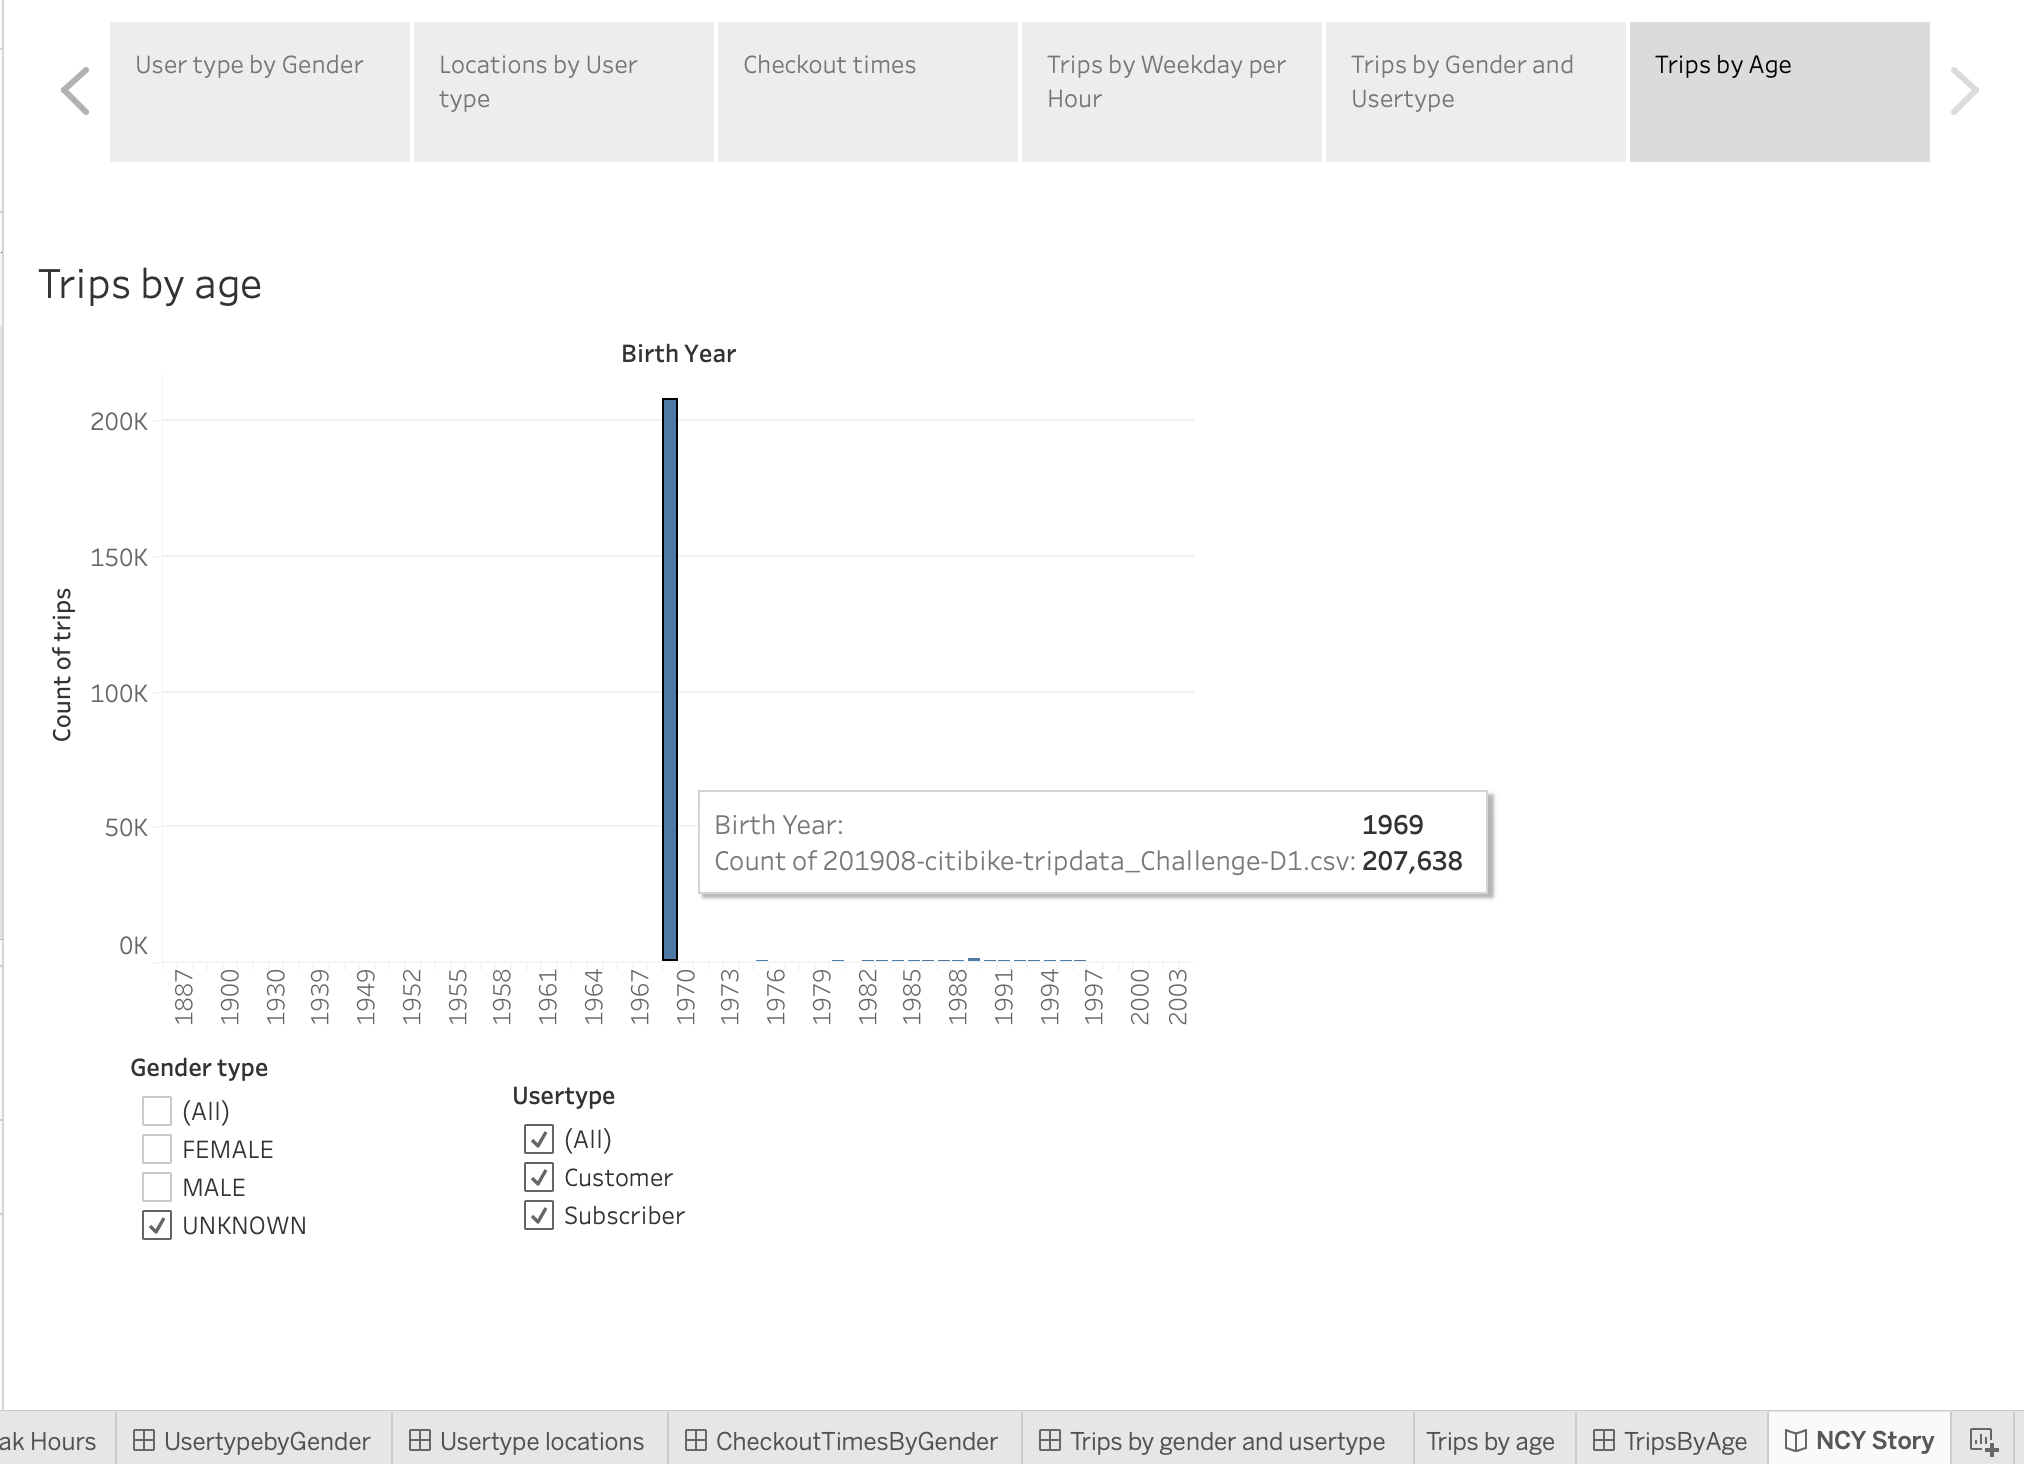 User type by Gender
Locations by User
type
Checkout times
Trips by Weekday per
Hour
Trips by Gender and
Usertype
Trips by Age
Trips by age
Birth Year
Count of trips
200K
150K
100K
50K
0K
Birth Year: 1969
Count of 201908-citibike-tripdata_Challenge-D1.csv: 207,638
1887
1900
1930
1939
1949
1952
1955
1958
1961
1964
1967
1970
1973
1976
1979
1982
1985
1988
1991
1994
1997
2000
2003
Gender type
(All)
FEMALE
MALE
UNKNOWN
Usertype
(All)
Customer
Subscriber
ak Hours
UsertypebyGender
Usertype locations
CheckoutTimesByGender
Trips by gender and usertype
Trips by age
TripsByAge
NCY Story